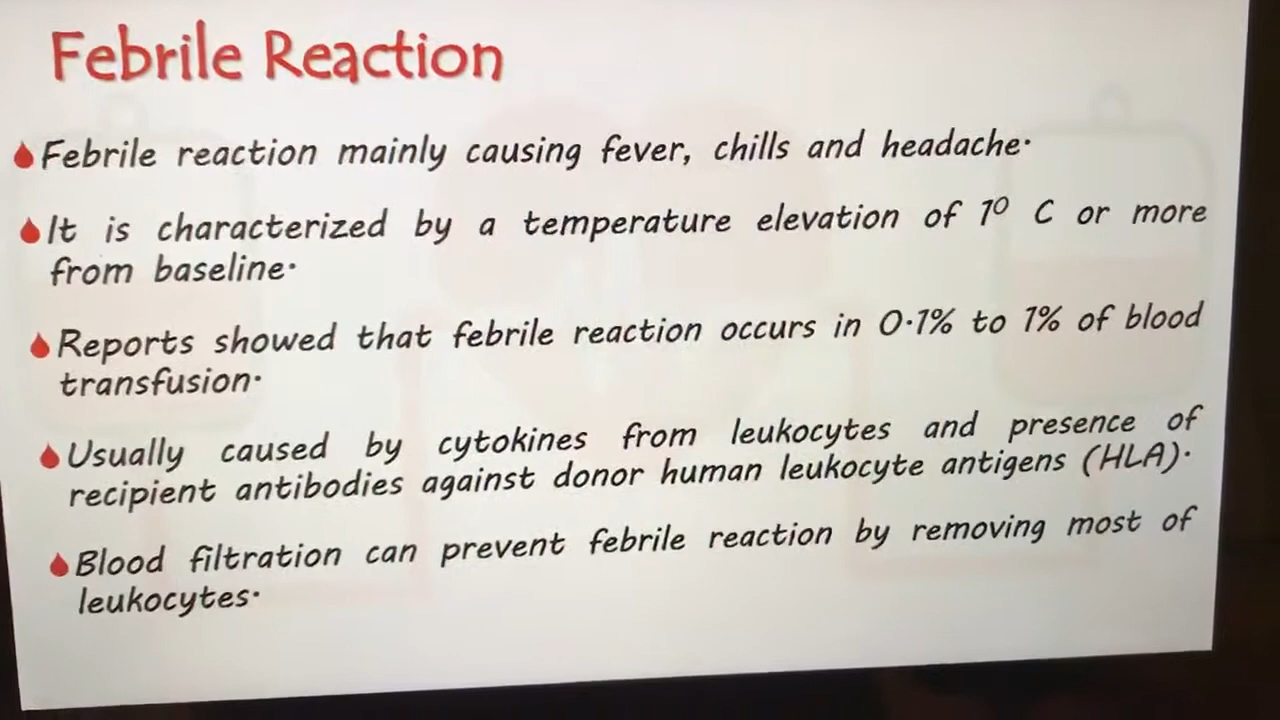 Febrile Reaction
Febrile reaction mainly causing fever, chills and headache.
It is characterized by a temperature elevation of 1⁰ C or more
from baseline.
Reports showed that febrile reaction occurs in 0.1% to 1% of blood
transfusion.
Usually caused by cytokines from leukocytes and presence of
recipient antibodies against donor human leukocyte antigens (HLA).
Blood filtration can prevent febrile reaction by removing most of
leukocytes.